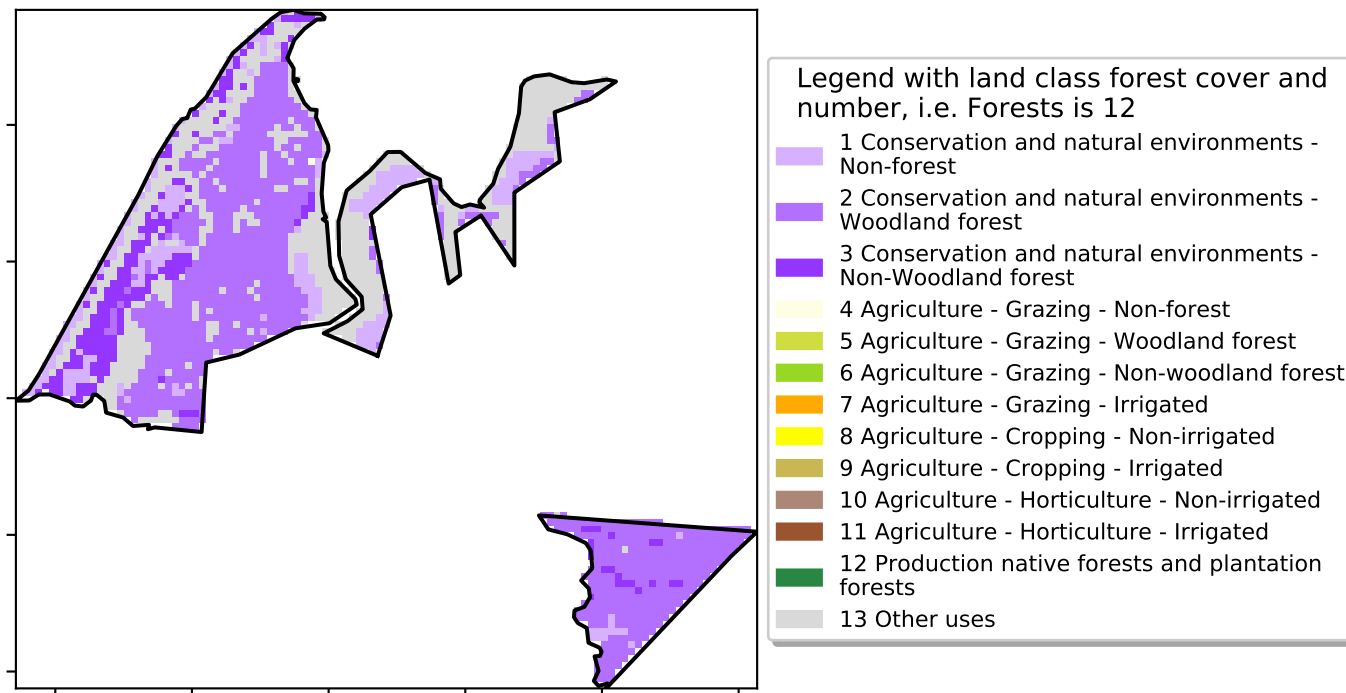 Legend with land class forest cover and
number, i.e. Forests is 12
1 Conservation and natural environments -
Non-forest
2 Conservation and natural environments -
Woodland forest
3 Conservation and natural environments -
Non-Woodland forest
4 Agriculture - Grazing - Non-forest
5 Agriculture - Grazing - Woodland forest
6 Agriculture - Grazing - Non-woodland forest
7 Agriculture - Grazing - Irrigated
8 Agriculture - Cropping - Non-irrigated
9 Agriculture - Cropping - Irrigated
10 Agriculture - Horticulture - Non-irrigated
11 Agriculture - Horticulture - Irrigated
12 Production native forests and plantation
forests
13 Other uses